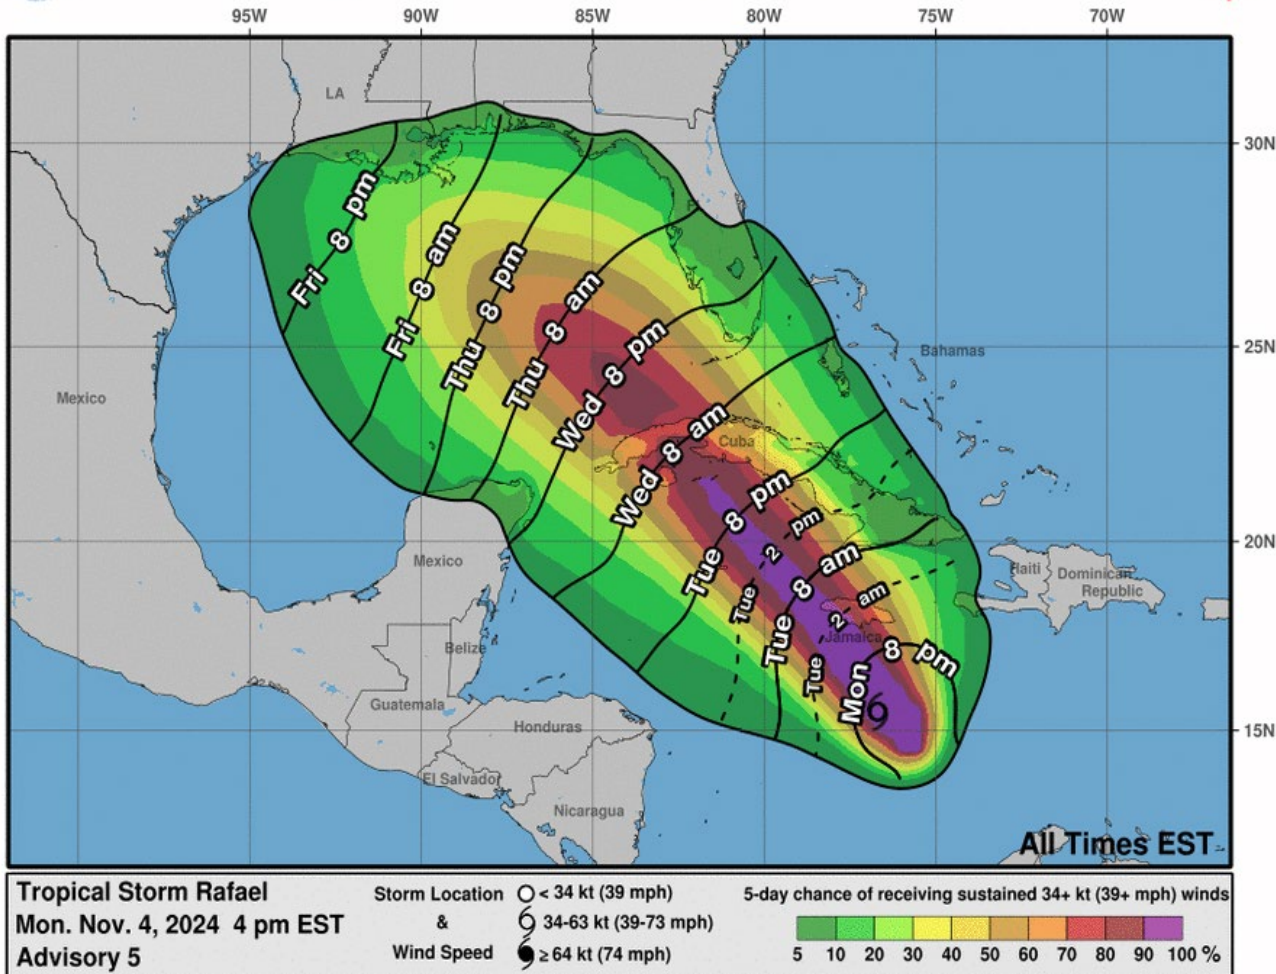 95W 90W 85W 80W 75W 70W
LA
30N
FL
Fri 8 pm
Fri 8 am
Thu 8 pm
Thu 8 am
Wed 8 pm
Wed 8 am
Tue 8 pm
Tue 2 pm
Tue 8 am
Tue 2 am
Mon 8 pm
25N
Bahamas
Mexico
Cuba
20N
Mexico
Haiti
Dominican
Republic
Jamaica
Belize
Guatemala
Honduras
15N
El Salvador
Nicaragua
All Times EST
Tropical Storm Rafael
Mon. Nov. 4, 2024 4 pm EST
Advisory 5
Storm Location
&
Wind Speed
< 34 kt (39 mph)
34-63 kt (39-73 mph)
≥ 64 kt (74 mph)
5-day chance of receiving sustained 34+ kt (39+ mph) winds
5 10 20 30 40 50 60 70 80 90 100 %